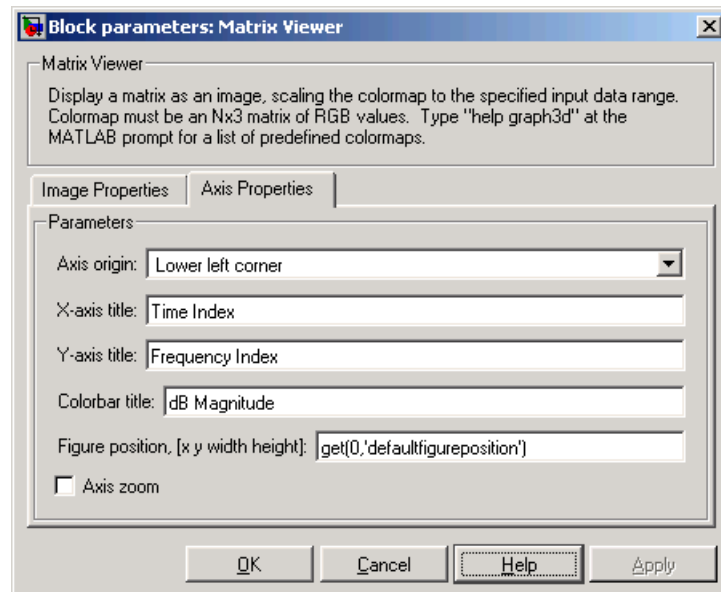 Block parameters: Matrix Viewer
Matrix Viewer
Display a matrix as an image, scaling the colormap to the specified input data range.
Colormap must be an Nx3 matrix of RGB values. Type "help graph3d" at the
MATLAB prompt for a list of predefined colormaps.
Image Properties Axis Properties
Parameters
Axis origin: Lower left corner
X-axis title: Time Index
Y-axis title: Frequency Index
Colorbar title: dB Magnitude
Figure position, [x y width height]: get(0,'defaultfigureposition')
Axis zoom
OK Cancel Help Apply